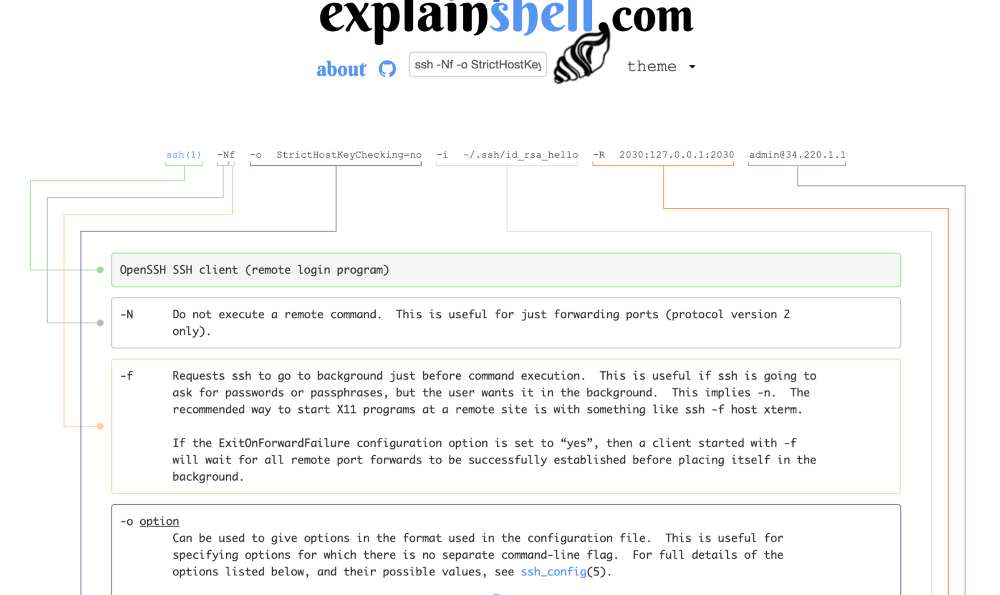 explainshell.com
about ssh -Nf -o StrictHostKey theme
ssh(1) -Nf -o StrictHostKeyChecking=no -i ~/.ssh/id_rsa_hello -R 2030:127.0.0.1:2030 admin@34.220.1.1
OpenSSH SSH client (remote login program)
-N Do not execute a remote command. This is useful for just forwarding ports (protocol version 2
only).
-f Requests ssh to go to background just before command execution. This is useful if ssh is going to
ask for passwords or passphrases, but the user wants it in the background. This implies -n. The
recommended way to start X11 programs at a remote site is with something like ssh -f host xterm.
If the ExitOnForwardFailure configuration option is set to “yes”, then a client started with -f
will wait for all remote port forwards to be successfully established before placing itself in the
background.
-o option
Can be used to give options in the format used in the configuration file. This is useful for
specifying options for which there is no separate command-line flag. For full details of the
options listed below, and their possible values, see ssh_config(5).